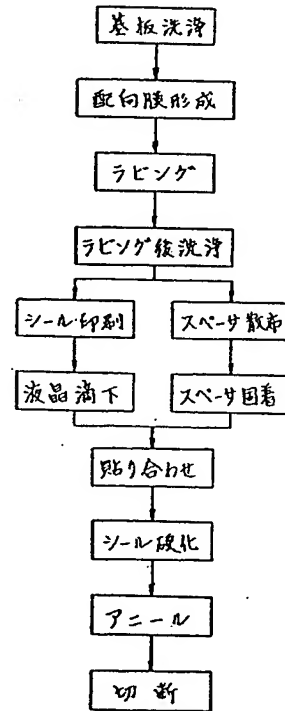 基板洗浄
配向膜形成
ラビング
ラビング後洗浄
シール・印刷
スペーサ散布
液晶滴下
スペーサ固着
貼り合わせ
シール硬化
アニール
切断